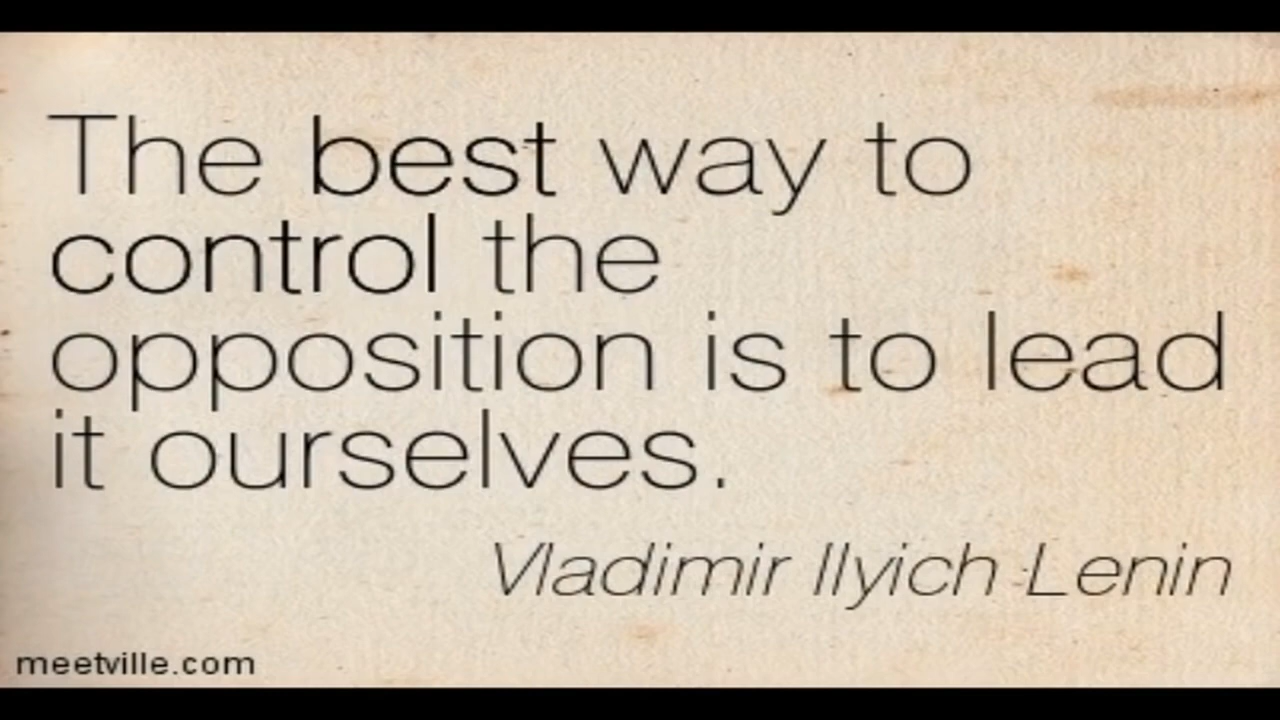 The best way to
control the
opposition is to lead
it ourselves.
Vladimir Ilyich Lenin
meetville.com